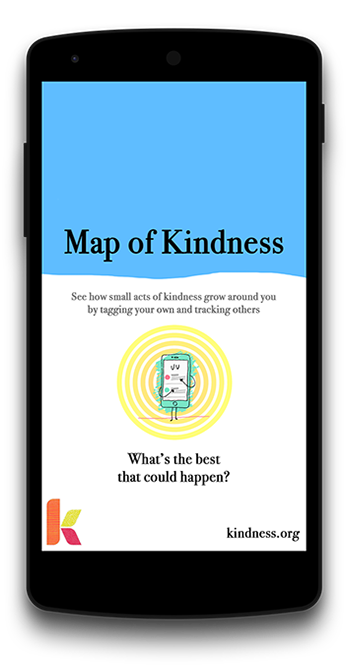 Map of Kindness
See how small acts of kindness grow around you
by tagging your own and tracking others
What's the best
that could happen?
k
kindness.org